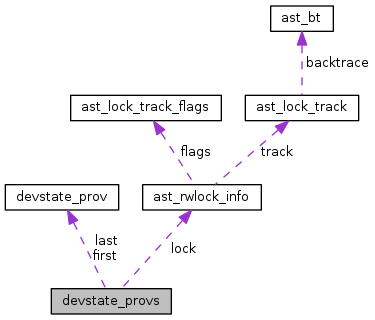 ast_bt
backtrace
ast_lock_track_flags
ast_lock_track
flags
track
devstate_prov
ast_rwlock_info
last
first
lock
devstate_provs